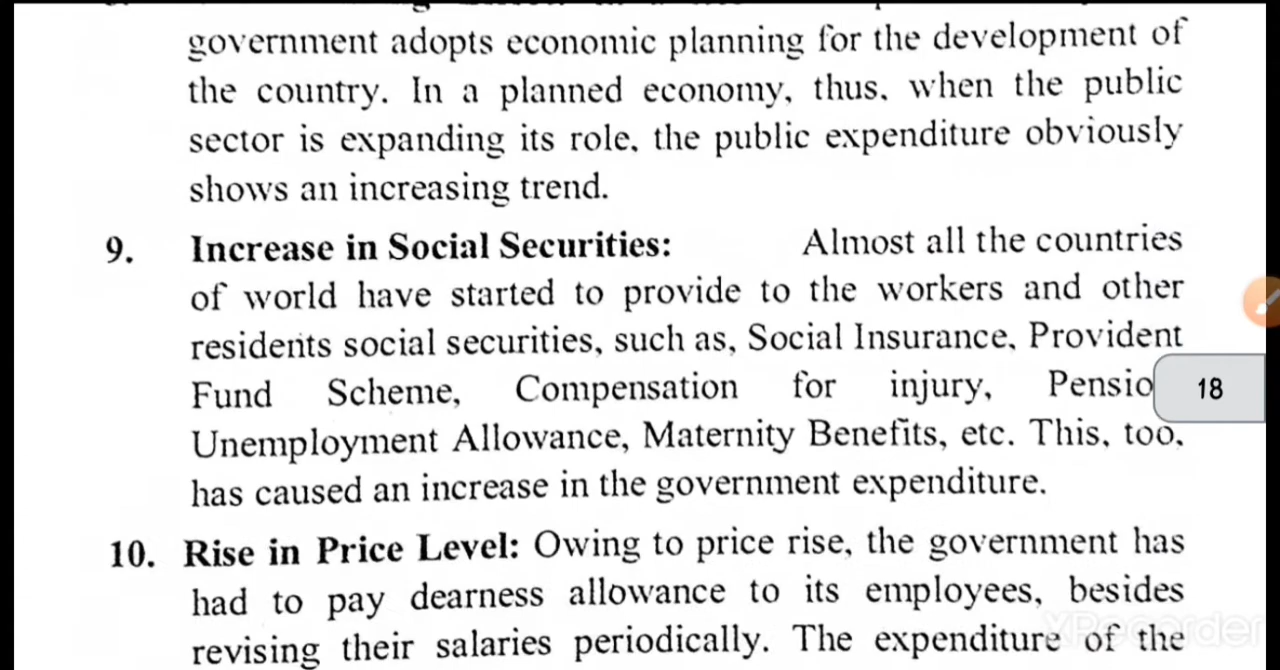 government adopts economic planning for the development of
the country. In a planned economy, thus, when the public
sector is expanding its role, the public expenditure obviously
shows an increasing trend.
9. Increase in Social Securities: Almost all the countries
of world have started to provide to the workers and other
residents social securities, such as, Social Insurance, Provident
Fund Scheme, Compensation for injury, Pensio
18
Unemployment Allowance, Maternity Benefits, etc. This, too,
has caused an increase in the government expenditure.
10. Rise in Price Level: Owing to price rise, the government has
had to pay dearness allowance to its employees, besides
revising their salaries periodically. The expenditure of the
XRecorder